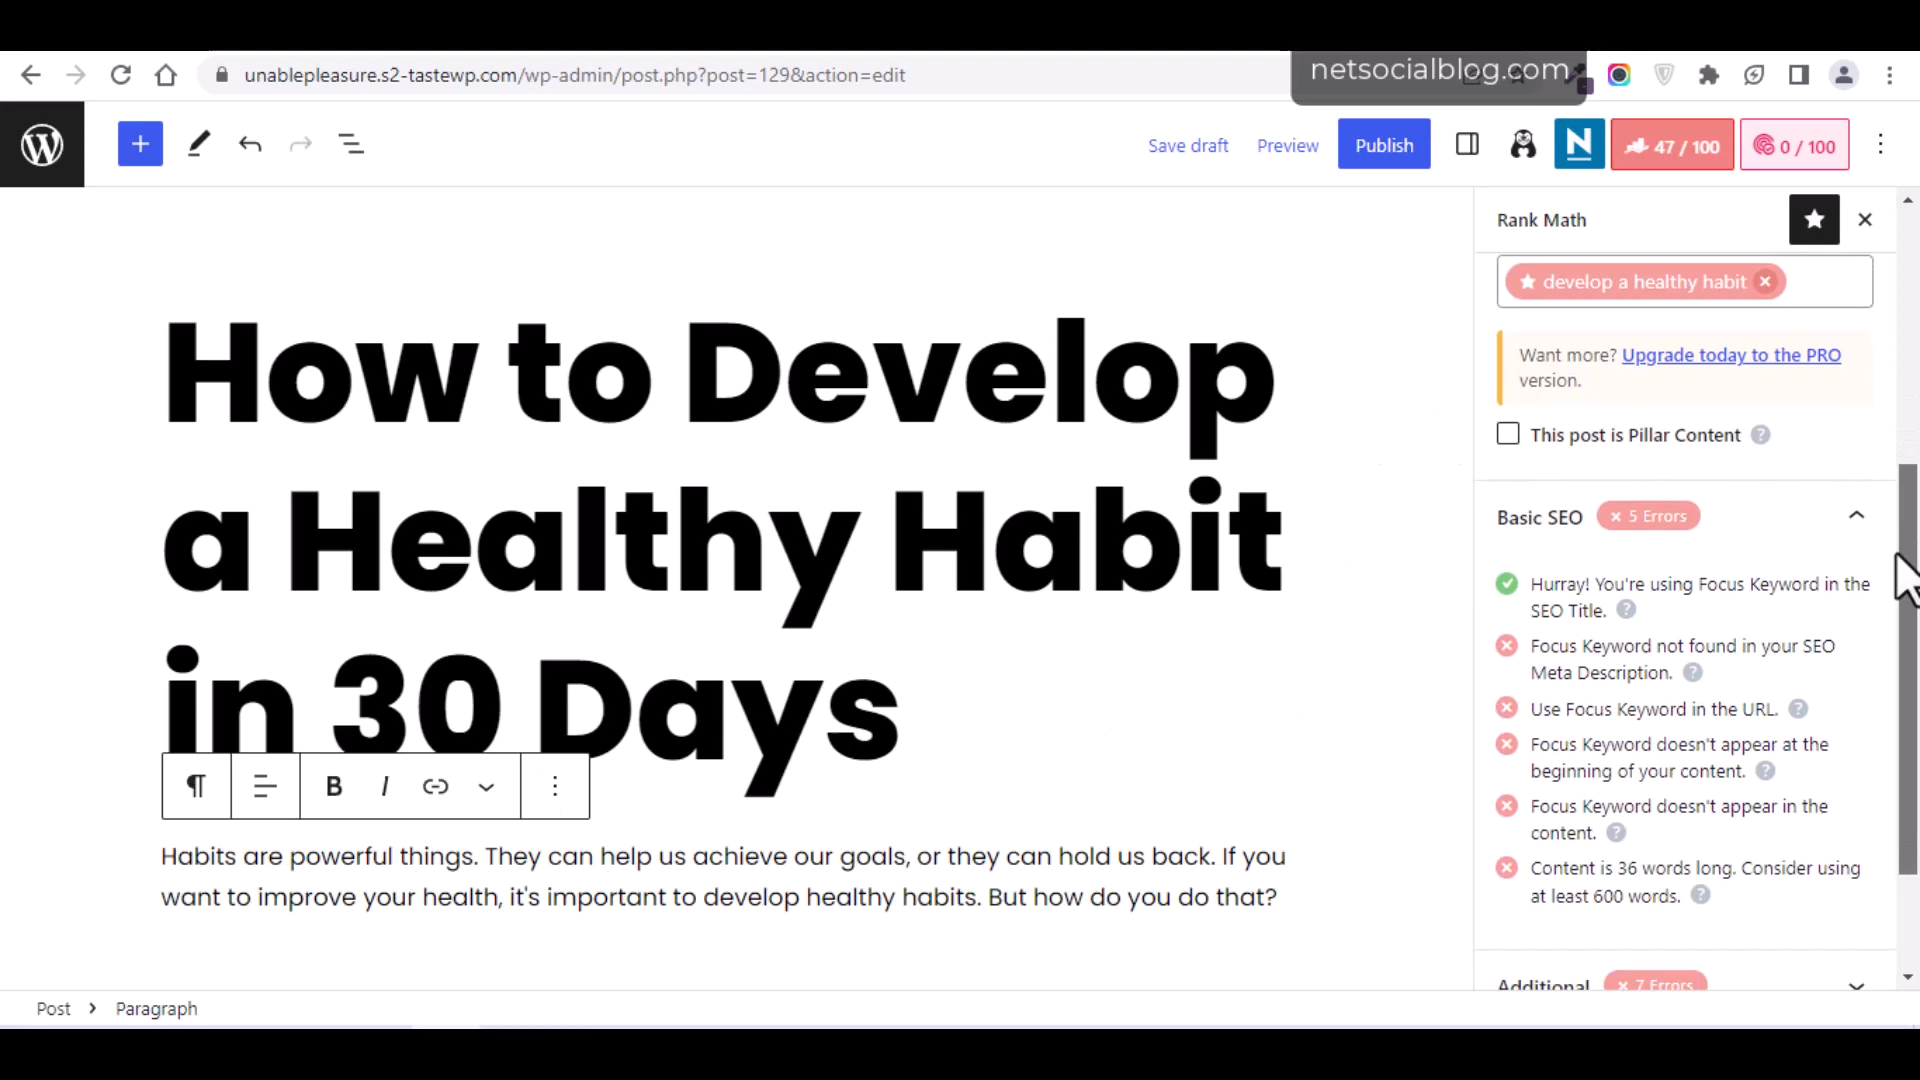 unablepleasure.s2-tastewp.com/wp-admin/post.php?post=129&action=edit
netsocialblog.com
Save draft
Preview
Publish
N
47 / 100
0 / 100
How to Develop
a Healthy Habit
in 30 Days
B I
Habits are powerful things. They can help us achieve our goals, or they can hold us back. If you
want to improve your health, it's important to develop healthy habits. But how do you do that?
Rank Math
develop a healthy habit
Want more? Upgrade today to the PRO
version.
This post is Pillar Content
Basic SEO
5 Errors
Hurray! You're using Focus Keyword in the
SEO Title.
Focus Keyword not found in your SEO
Meta Description.
Use Focus Keyword in the URL.
Focus Keyword doesn't appear at the
beginning of your content.
Focus Keyword doesn't appear in the
content.
Content is 36 words long. Consider using
at least 600 words.
Additional
7 Errors
Post
Paragraph